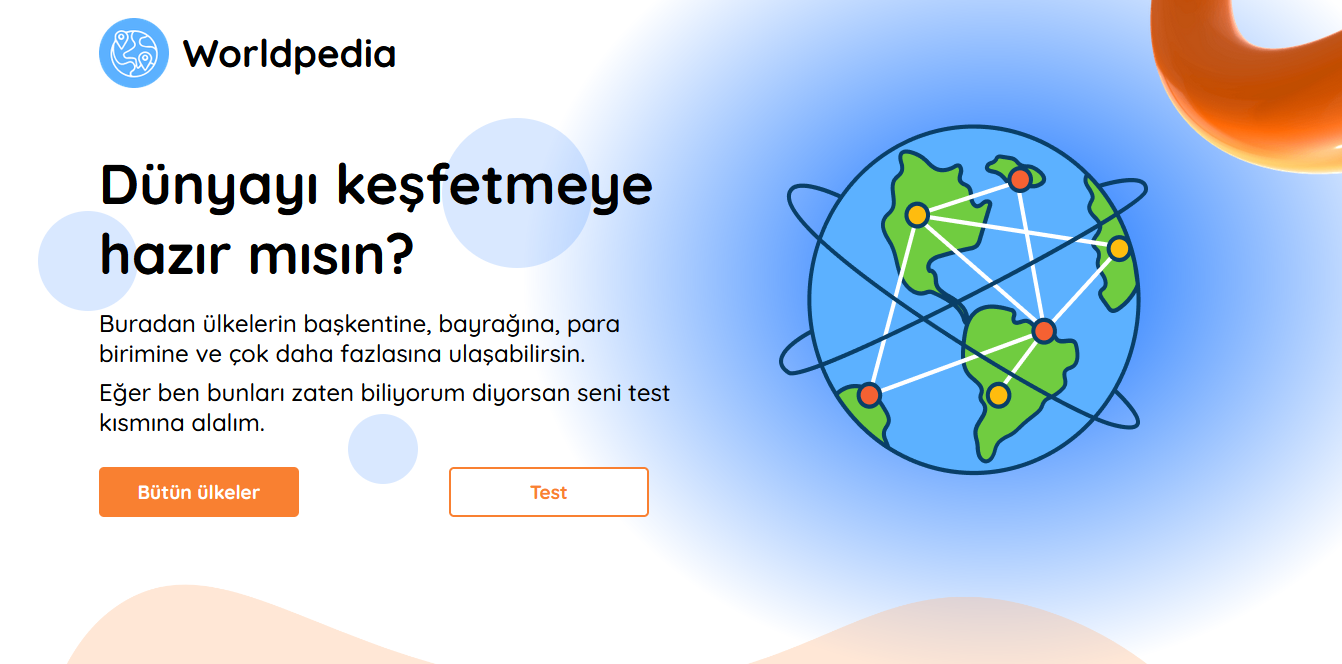 Worldpedia
Dünyayı keşfetmeye
hazır mısın?
Buradan ülkelerin başkentine, bayrağına, para
birimine ve çok daha fazlasına ulaşabilirsin.
Eğer ben bunları zaten biliyorum diyorsan seni test
kısmına alalım.
Bütün ülkeler
Test